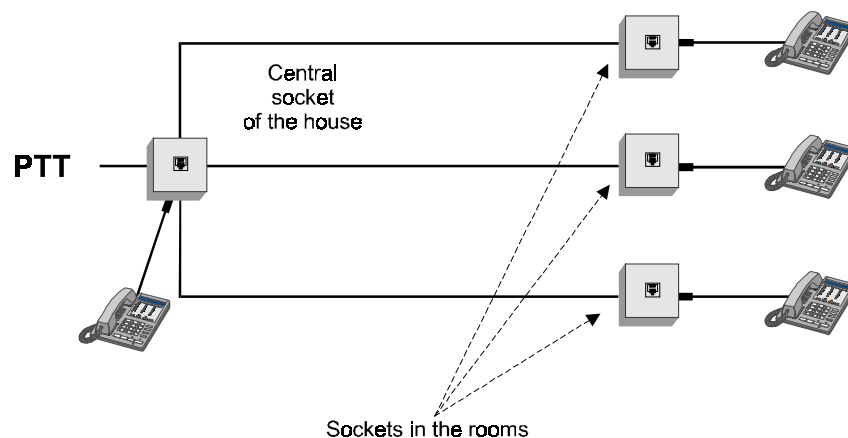 Central
socket
of the house
PTT
Sockets in the rooms